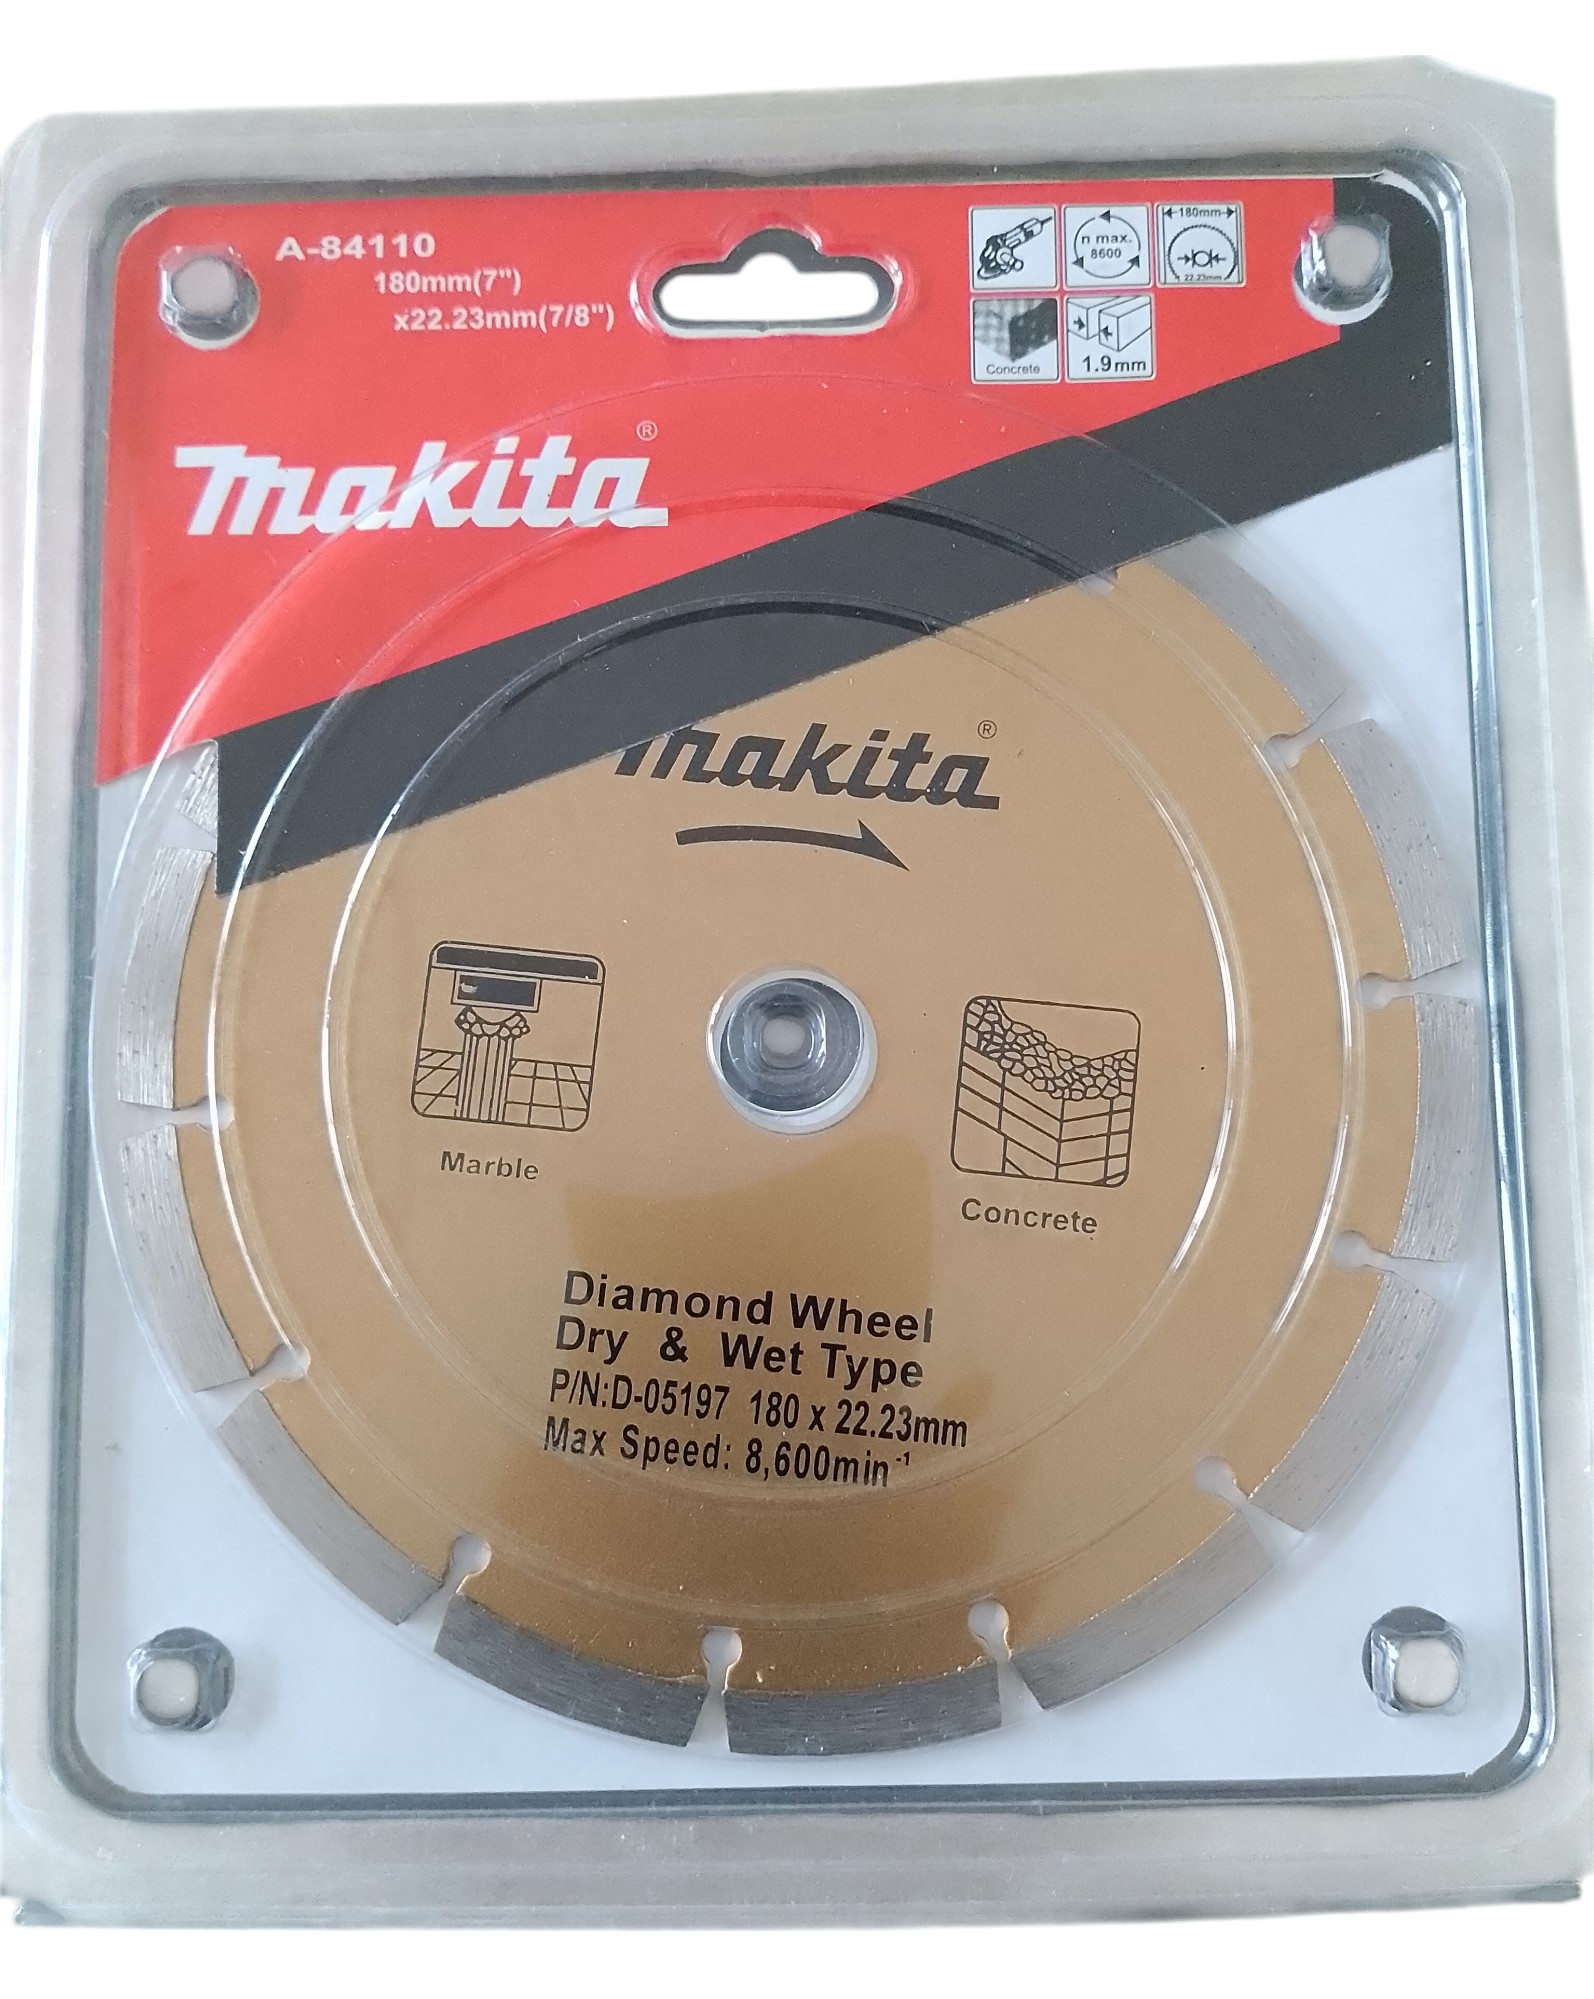 A-84110
180mm(7")
x22.23mm(7/8")
n max.
8600
180mm
22.23mm
Concrete
1.9mm
makita®
makita®
Marble
Concrete
Diamond Wheel
Dry & Wet Type
P/N:D-05197 180 x 22.23mm
Max Speed: 8,600min⁻¹